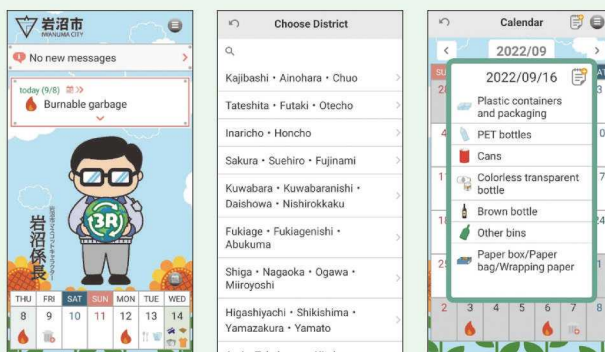 岩沼市
IWANUMA CITY
No new messages
today (9/8)
Burnable garbage
3R
岩沼係長
THU FRI SAT SUN MON TUE WED
8 9 10 11 12 13 14
Choose District
Kajibashi・Ainohara・Chuo
Tateshita・Futaki・Otecho
Inaricho・Honcho
Sakura・Suehiro・Fujinami
Kuwabara・Kuwabaranishi・
Daishowa・Nishirokkaku
Fukiage・Fukiagenishi・
Abukuma
Shiga・Nagaoka・Ogawa・
Miiroyoshi
Higashiyachi・Shikishima・
Yamazakura・Yamato
Calendar
2022/09
2022/09/16
Plastic containers
and packaging
PET bottles
Cans
Colorless transparent
bottle
Brown bottle
Other bins
Paper box/Paper
bag/Wrapping paper
2 3 4 5 6 7 8